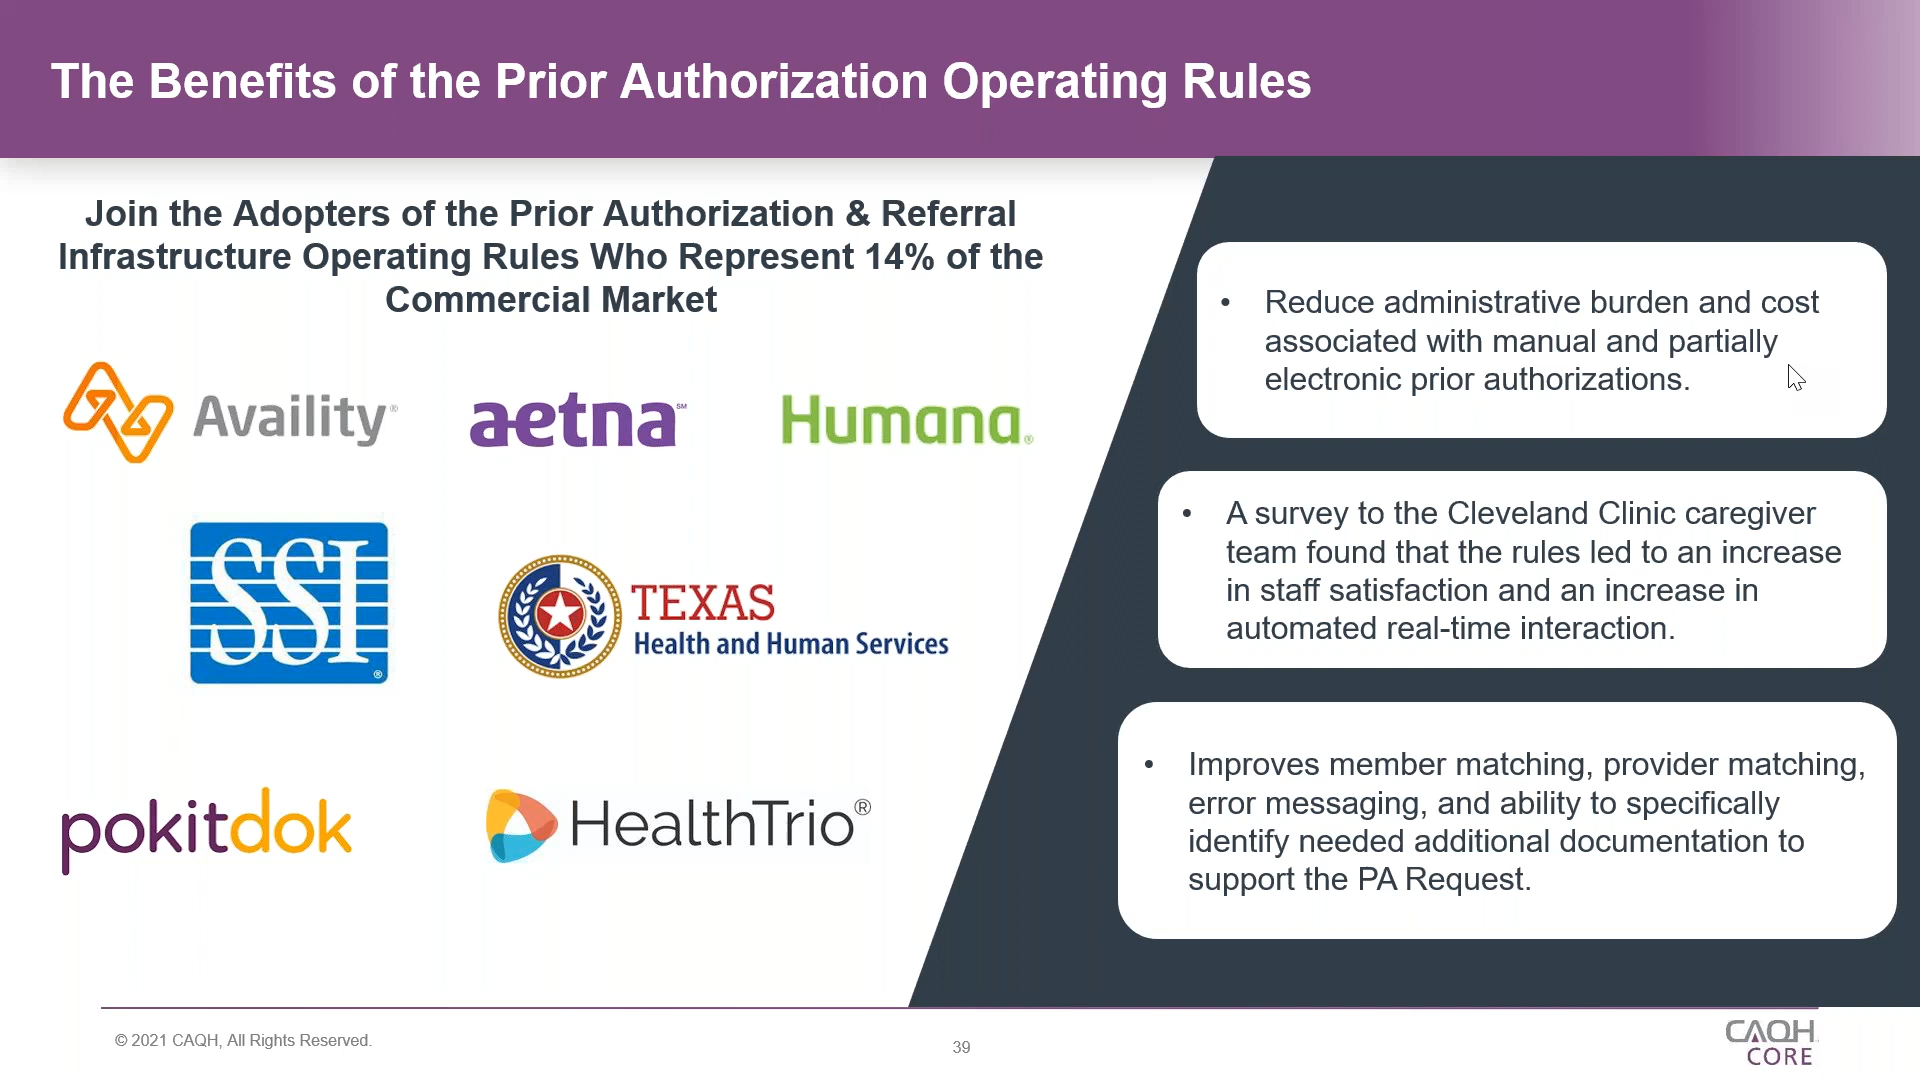 The Benefits of the Prior Authorization Operating Rules
Join the Adopters of the Prior Authorization & Referral
Infrastructure Operating Rules Who Represent 14% of the
Commercial Market
Availity®
aetna℠
Humana®
SSI®
TEXAS
Health and Human Services
pokitdok
HealthTrio®
• Reduce administrative burden and cost
associated with manual and partially
electronic prior authorizations.
• A survey to the Cleveland Clinic caregiver
team found that the rules led to an increase
in staff satisfaction and an increase in
automated real-time interaction.
• Improves member matching, provider matching,
error messaging, and ability to specifically
identify needed additional documentation to
support the PA Request.
© 2021 CAQH, All Rights Reserved.
39
CAQH
CORE